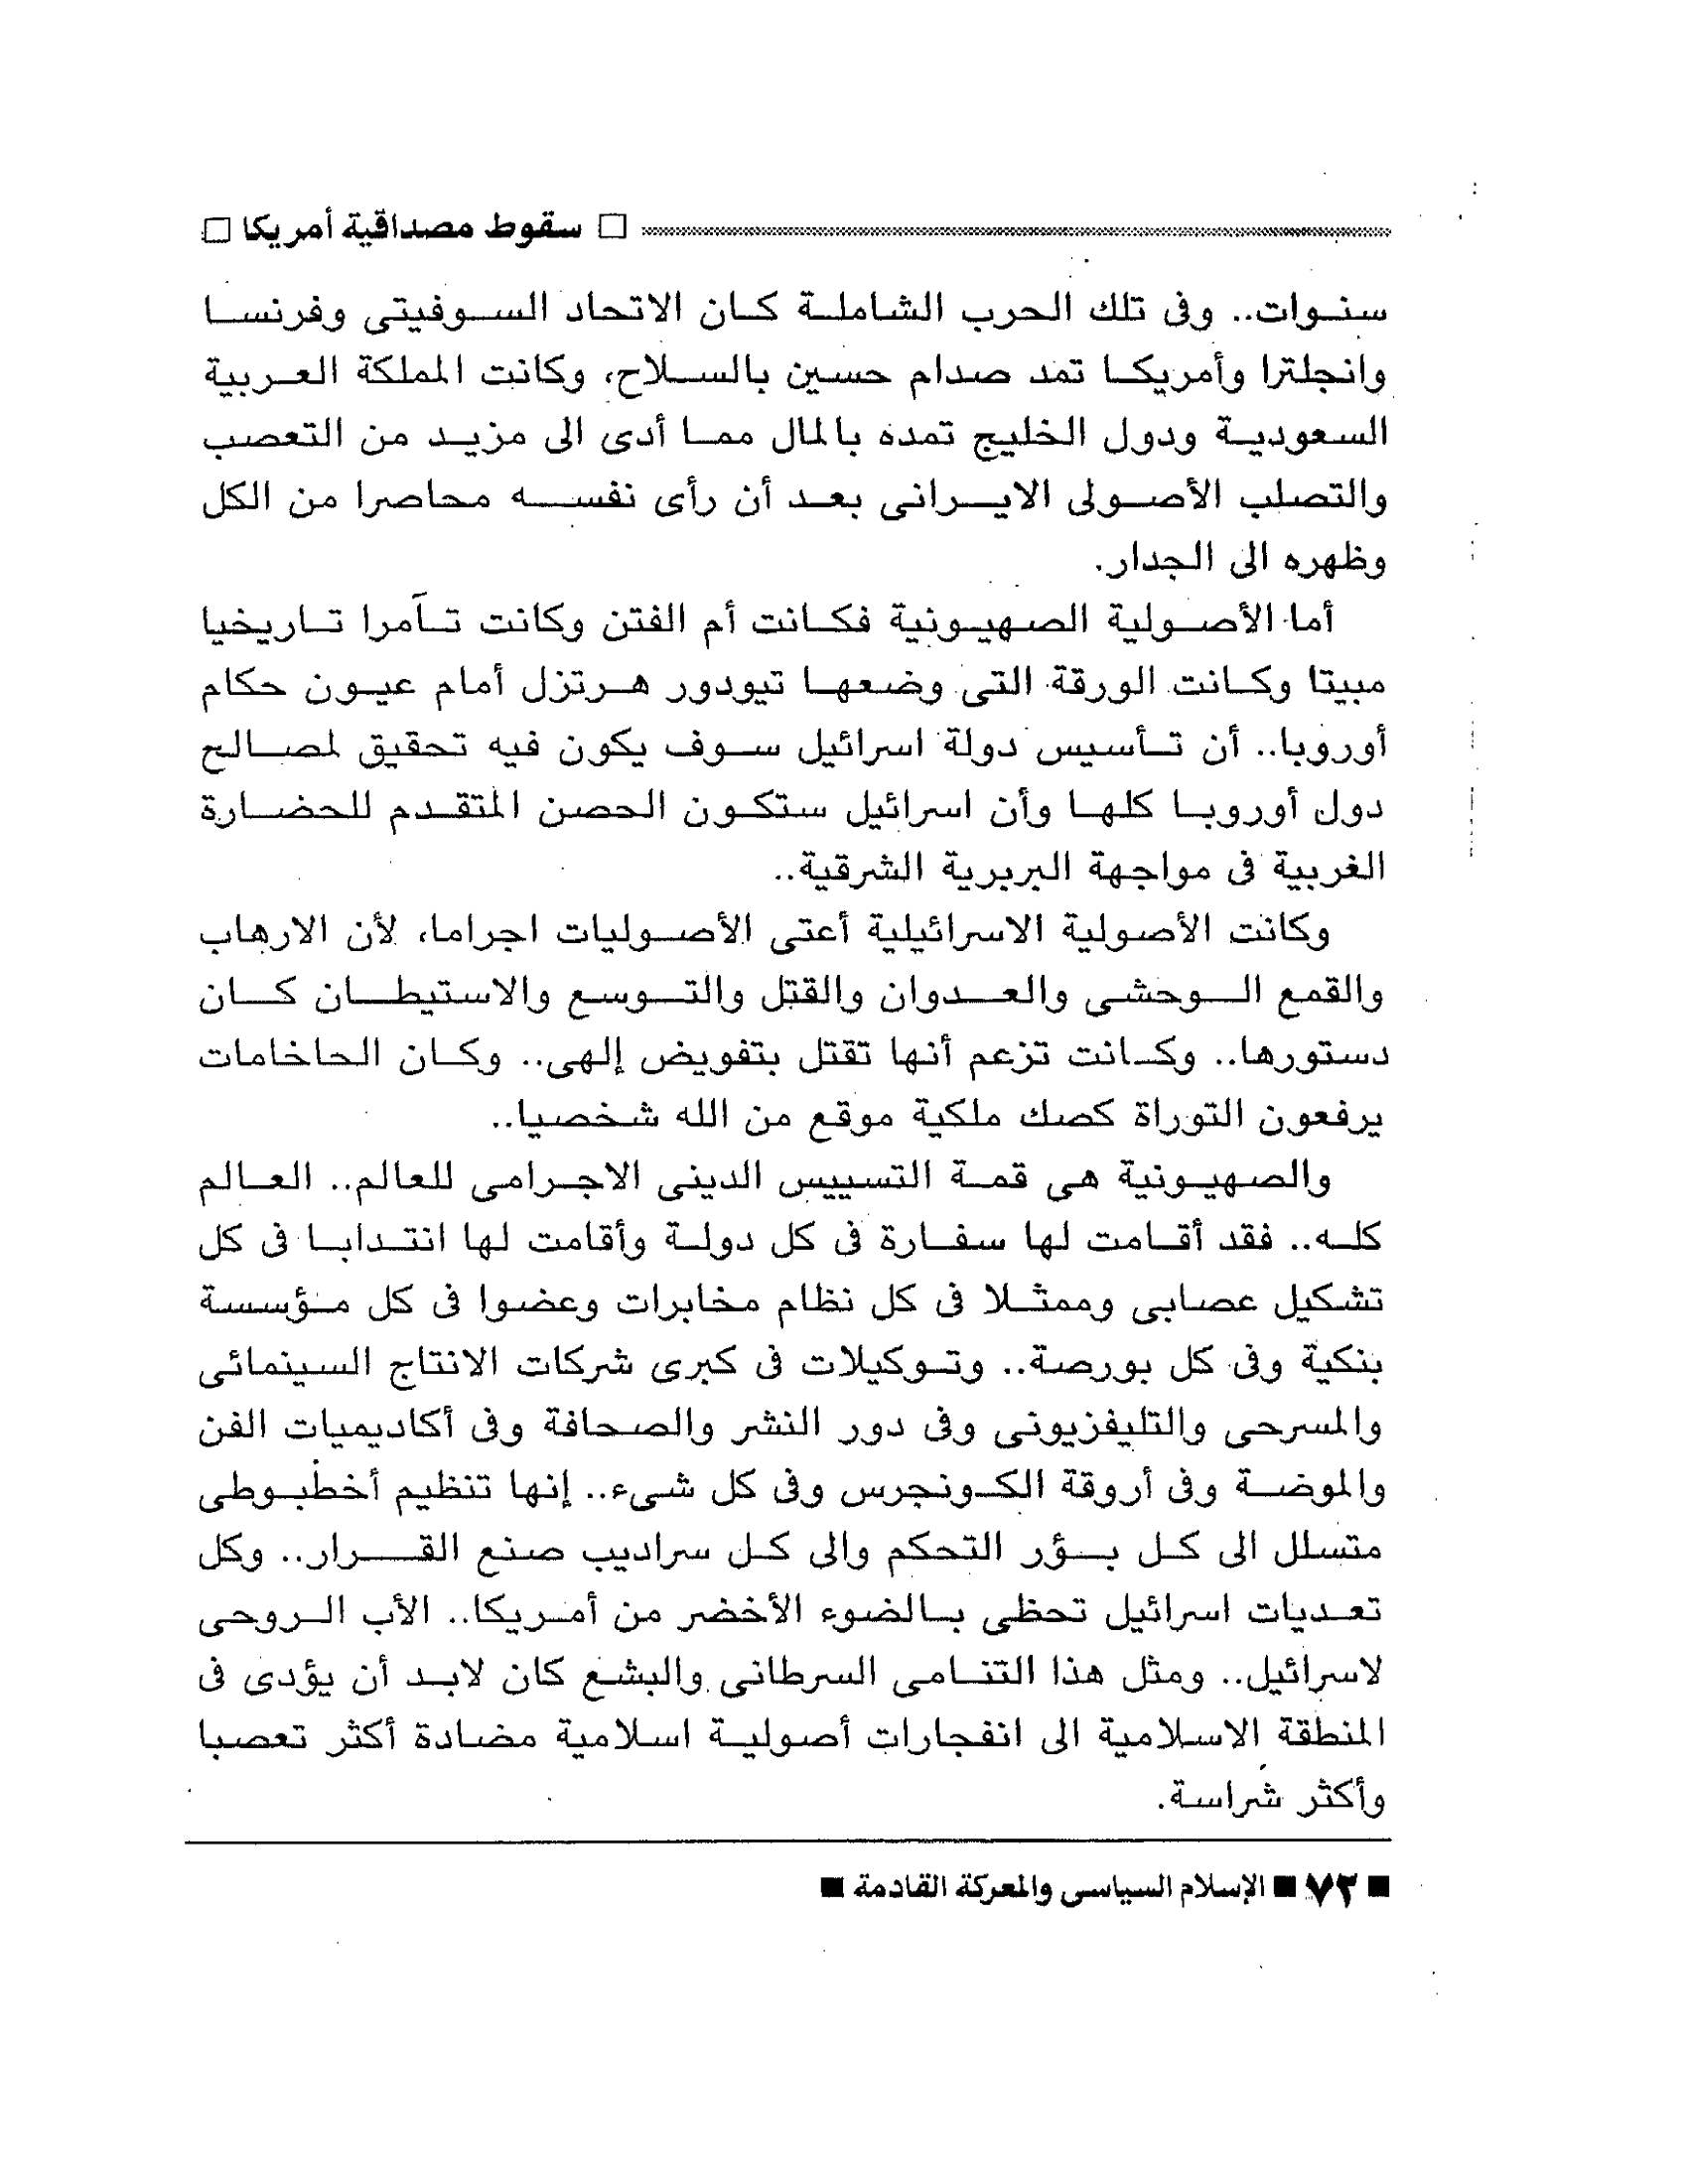 □ سقوط مصداقية أمريكا □
سنوات.. وفى تلك الحرب الشاملة كان الاتحاد السوفيتى وفرنسا
وانجلترا وأمريكا تمد صدام حسين بالسلاح، وكانت المملكة العربية
السعودية ودول الخليج تمده بالمال مما أدى الى مزيد من التعصب
والتصلب الأصولى الايرانى بعد أن رأى نفسه محاصرا من الكل
وظهره الى الجدار.
أما الأصولية الصهيونية فكانت أم الفتن وكانت تآمرا تاريخيا
مبيتا وكانت الورقة التى وضعها تيودور هرتزل أمام عيون حكام
أوروبا.. أن تأسيس دولة اسرائيل سوف يكون فيه تحقيق لمصالح
دول أوروبا كلها وأن اسرائيل ستكون الحصن المتقدم للحضارة
الغربية فى مواجهة البربرية الشرقية..
وكانت الأصولية الاسرائيلية أعتى الأصوليات اجراما، لأن الارهاب
والقمع الوحشى والعدوان والقتل والتوسع والاستيطان كان
دستورها.. وكانت تزعم أنها تقتل بتفويض إلهى.. وكان الحاخامات
يرفعون التوراة كصك ملكية موقع من الله شخصيا..
والصهيونية هى قمة التسييس الدينى الاجرامى للعالم.. العالم
كله.. فقد أقامت لها سفارة فى كل دولة وأقامت لها انتدابا فى كل
تشكيل عصابى وممثلا فى كل نظام مخابرات وعضوا فى كل مؤسسة
بنكية وفى كل بورصة.. وتوكيلات فى كبرى شركات الانتاج السينمائى
والمسرحى والتليفزيونى وفى دور النشر والصحافة وفى أكاديميات الفن
والموضة وفى أروقة الكونجرس وفى كل شىء.. إنها تنظيم أخطبوطى
متسلل الى كل بؤر التحكم والى كل سراديب صنع القرار.. وكل
تعديات اسرائيل تحظى بالضوء الأخضر من أمريكا.. الأب الروحى
لاسرائيل.. ومثل هذا التنامى السرطانى والبشع كان لابد أن يؤدى فى
المنطقة الاسلامية الى انفجارات أصولية اسلامية مضادة أكثر تعصبا
وأكثر شراسة.
■ ٧٣ ■ الإسلام السياسى والمعركة القادمة ■